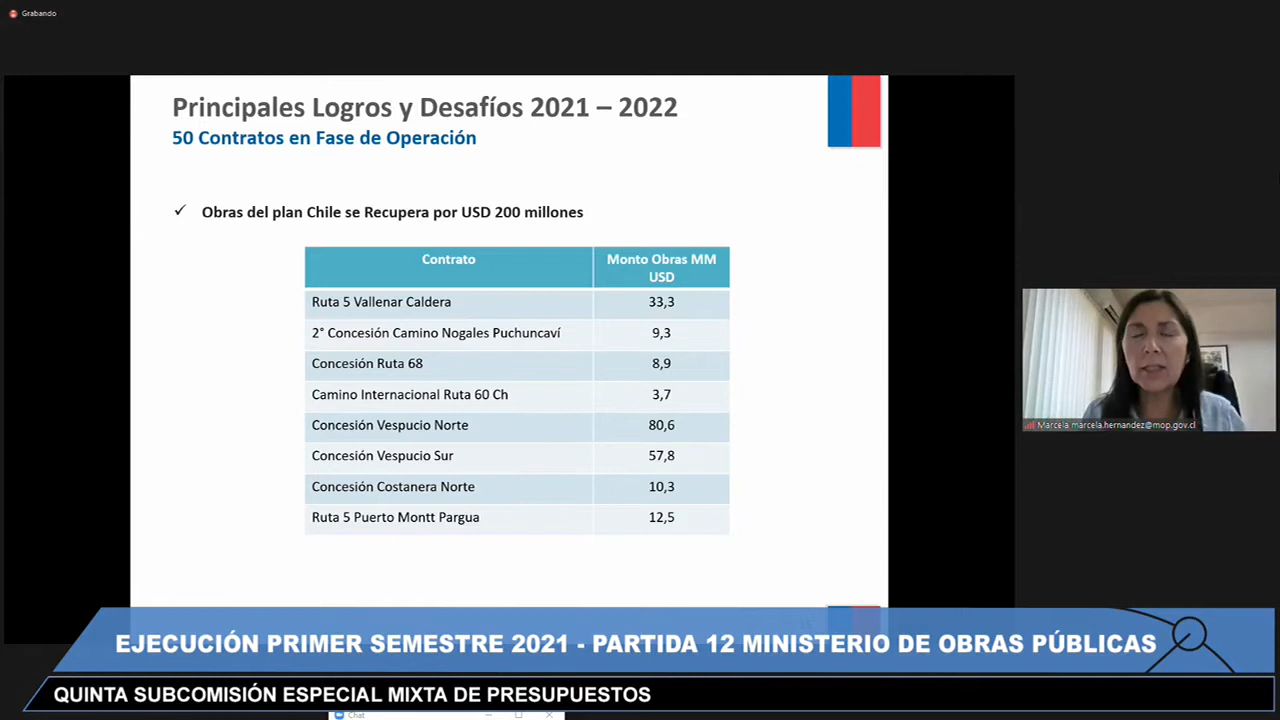 Grabando
Principales Logros y Desafíos 2021 – 2022
50 Contratos en Fase de Operación
✓ Obras del plan Chile se Recupera por USD 200 millones
Contrato
Monto Obras MM
USD
Ruta 5 Vallenar Caldera 33,3
2° Concesión Camino Nogales Puchuncaví 9,3
Concesión Ruta 68 8,9
Camino Internacional Ruta 60 Ch 3,7
Concesión Vespucio Norte 80,6
Concesión Vespucio Sur 57,8
Concesión Costanera Norte 10,3
Ruta 5 Puerto Montt Pargua 12,5
Marcela marcela.hernandez@mop.gov.cl
EJECUCIÓN PRIMER SEMESTRE 2021 - PARTIDA 12 MINISTERIO DE OBRAS PÚBLICAS
QUINTA SUBCOMISIÓN ESPECIAL MIXTA DE PRESUPUESTOS
Chat